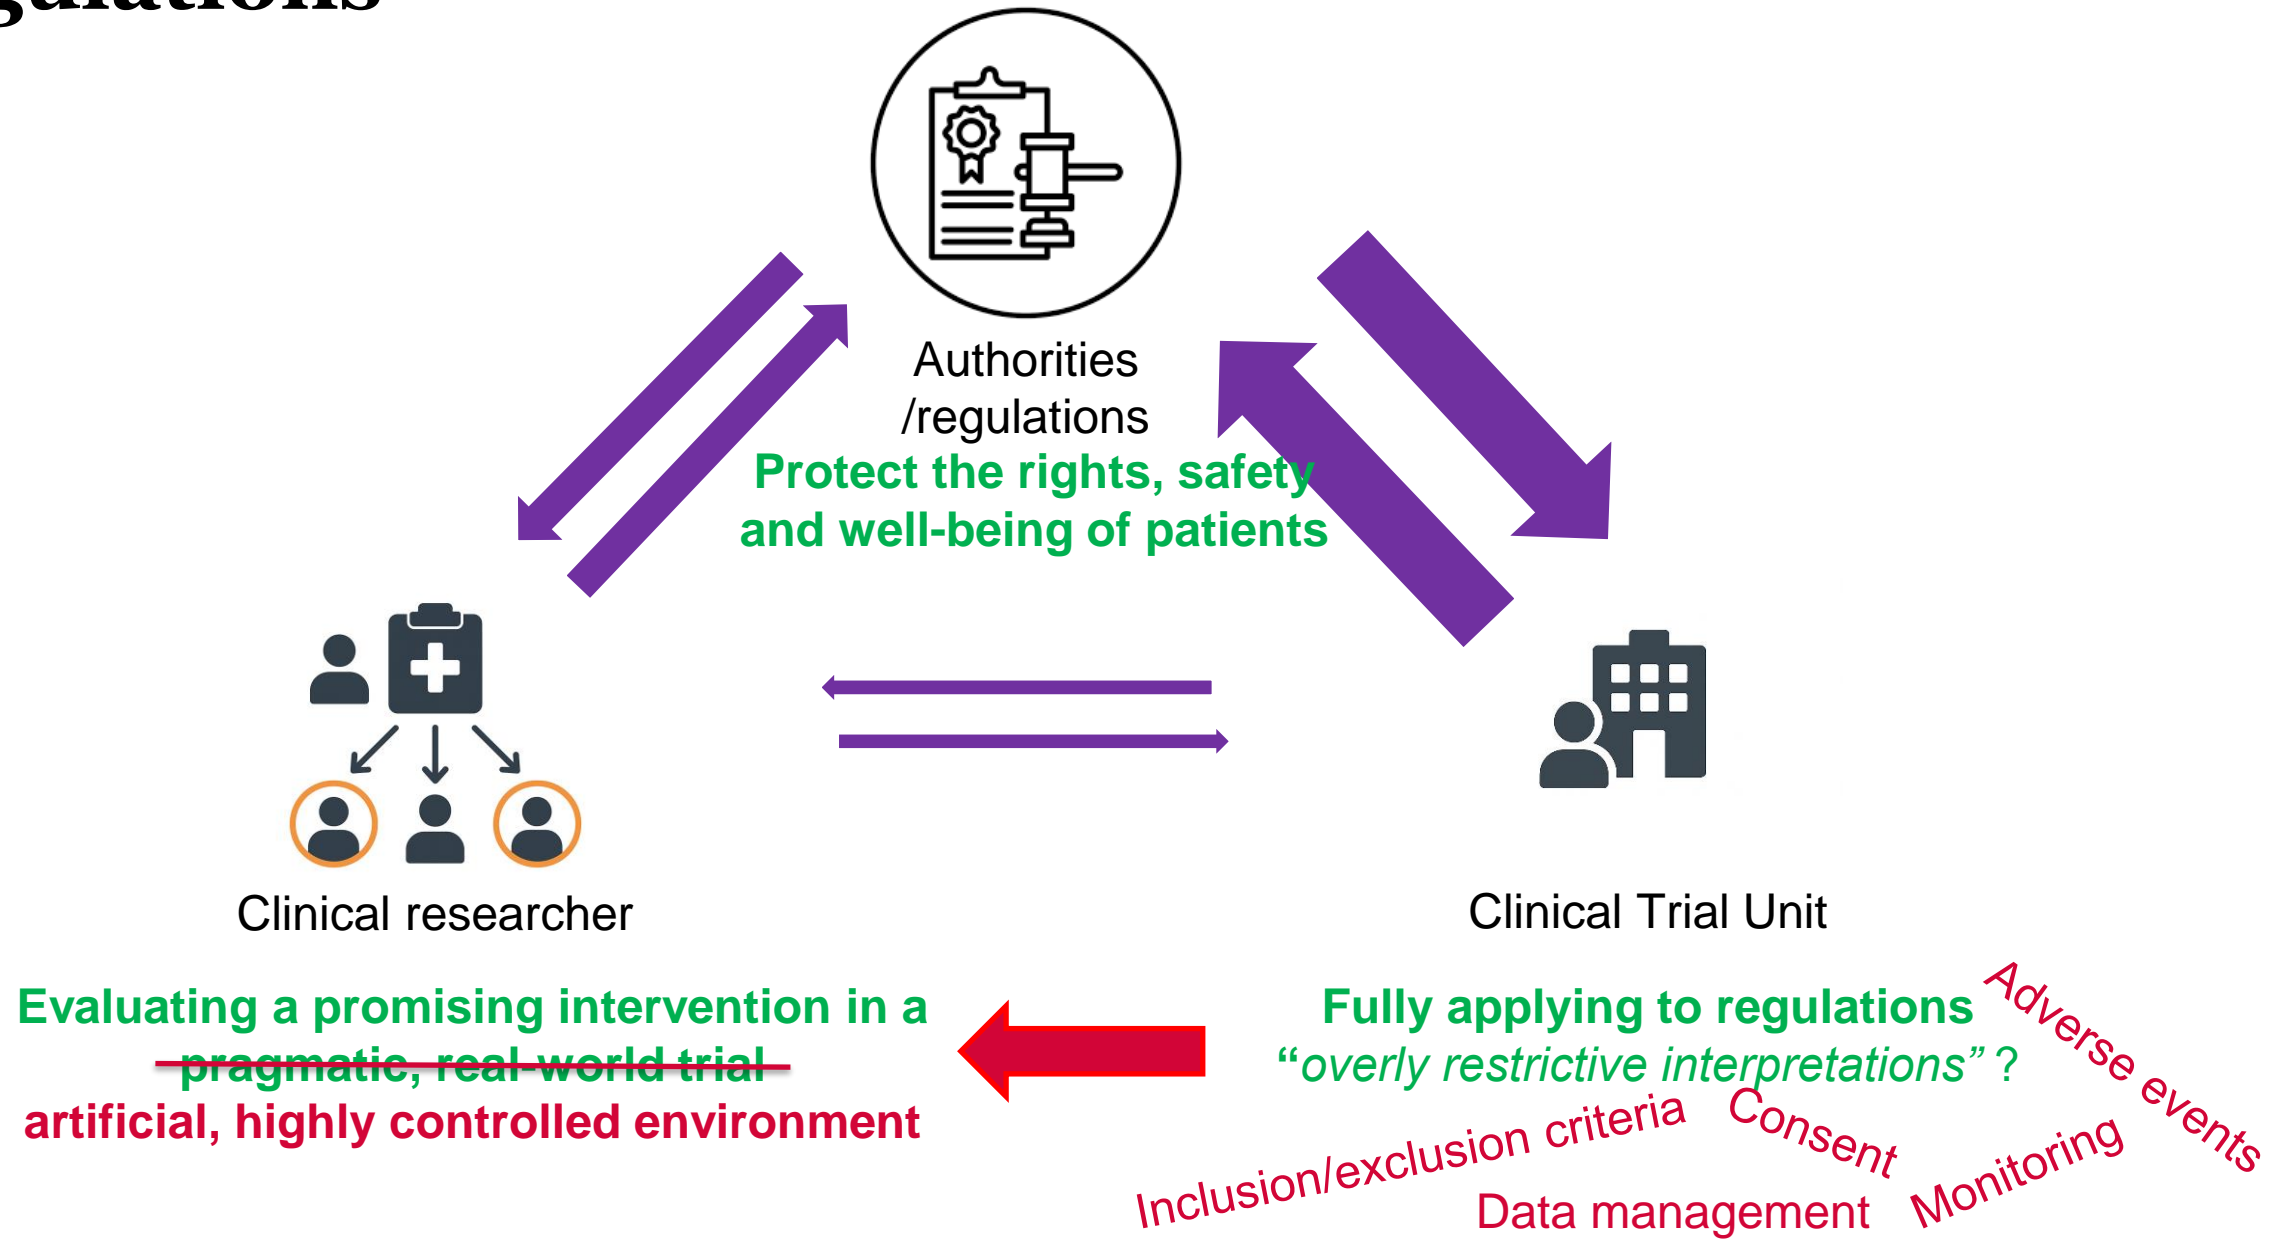 gulations
Authorities
/regulations
Protect the rights, safety
and well-being of patients
Clinical researcher
Clinical Trial Unit
Evaluating a promising intervention in a
pragmatic, real-world trial
artificial, highly controlled environment
Fully applying to regulations
“overly restrictive interpretations” ?
Adverse events
Inclusion/exclusion criteria
Consent
Monitoring
Data management